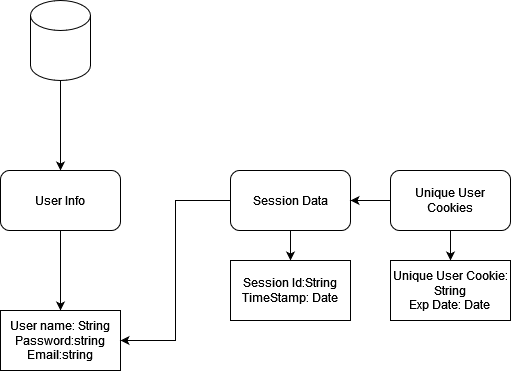 User Info
Session Data
Unique User
Cookies
Session Id:String
TimeStamp: Date
Unique User Cookie:
String
Exp Date: Date
User name: String
Password:string
Email:string